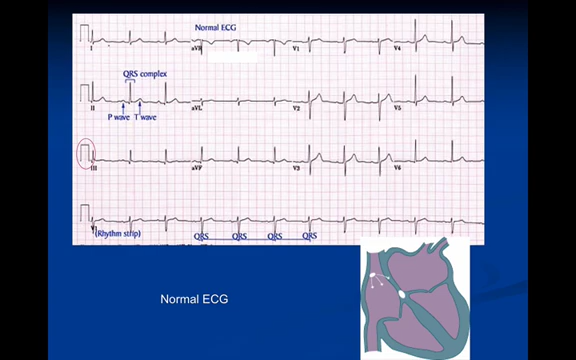 Normal ECG
I aVR V1 V4
QRS complex
II aVL V2 V5
P wave T wave
III aVF V3 V6
V1
(Rhythm strip) QRS QRS QRS QRS
Normal ECG